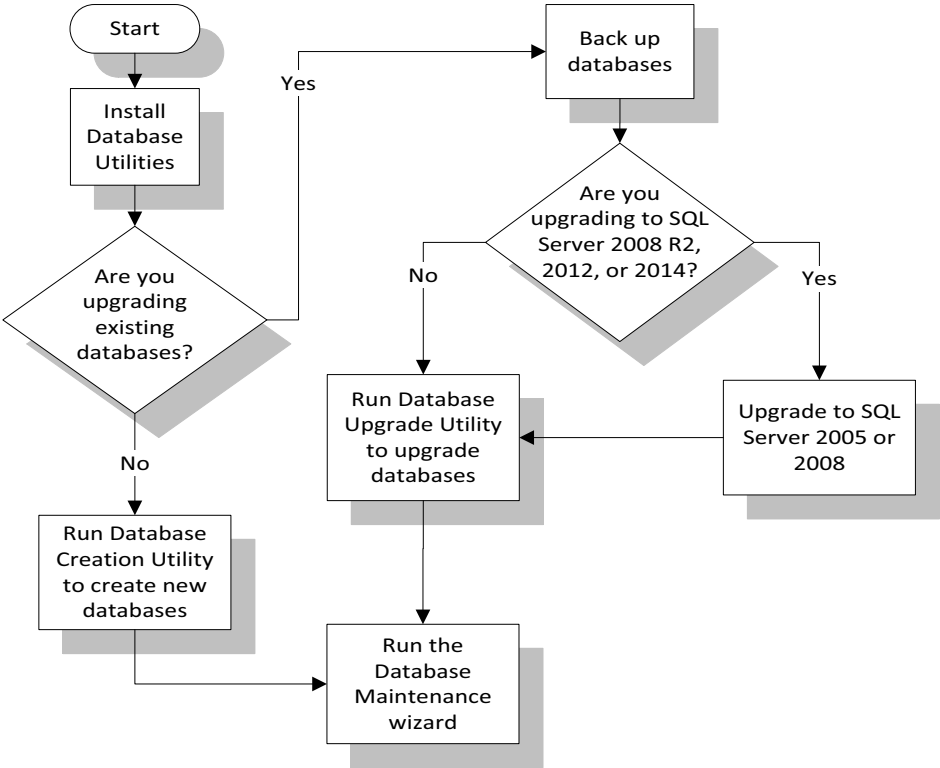 Start
Install
Database
Utilities
Are you
upgrading
existing
databases?
Yes
No
Run Database
Creation Utility
to create new
databases
Back up
databases
Are you
upgrading to SQL
Server 2008 R2,
2012, or 2014?
No
Yes
Run Database
Upgrade Utility
to upgrade
databases
Upgrade to SQL
Server 2005 or
2008
Run the
Database
Maintenance
wizard